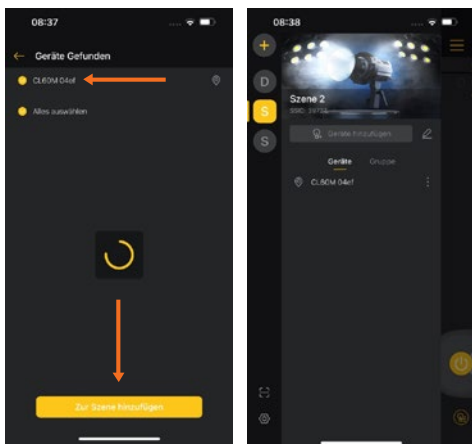 08:37
Geräte Gefunden
CL60M 04ef
Alles auswählen
Zur Szene hinzufügen
08:38
D
S
S
Szene 2
Geräte hinzufügen
Geräte
Gruppe
CL60M 04ef